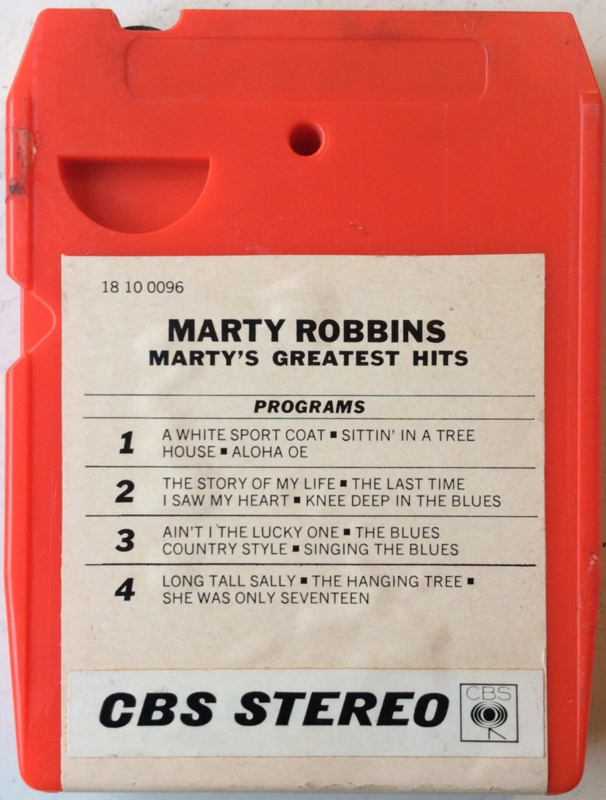 18 10 0096
MARTY ROBBINS
MARTY'S GREATEST HITS
PROGRAMS
1 A WHITE SPORT COAT ▪ SITTIN' IN A TREE
HOUSE ▪ ALOHA OE
2 THE STORY OF MY LIFE ▪ THE LAST TIME
I SAW MY HEART ▪ KNEE DEEP IN THE BLUES
3 AIN'T I THE LUCKY ONE ▪ THE BLUES
COUNTRY STYLE ▪ SINGING THE BLUES
4 LONG TALL SALLY ▪ THE HANGING TREE ▪
SHE WAS ONLY SEVENTEEN
CBS STEREO
CBS